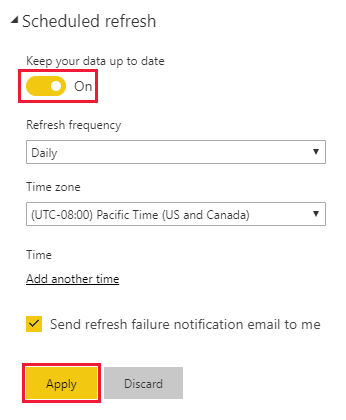 Scheduled refresh
Keep your data up to date
On
Refresh frequency
Daily
Time zone
(UTC-08:00) Pacific Time (US and Canada)
Time
Add another time
Send refresh failure notification email to me
Apply Discard